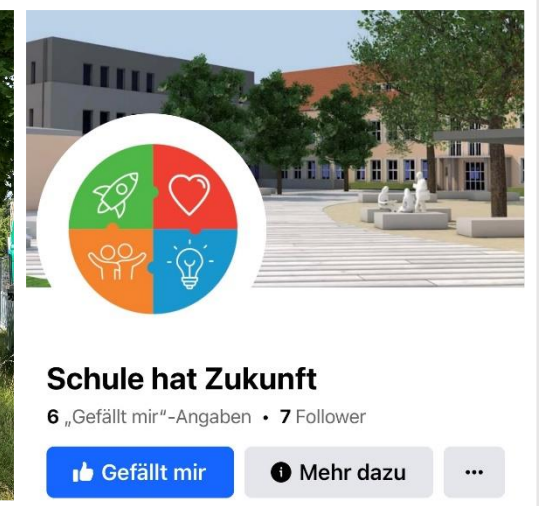 Schule hat Zukunft
6 „Gefällt mir“-Angaben • 7 Follower
Gefällt mir
Mehr dazu